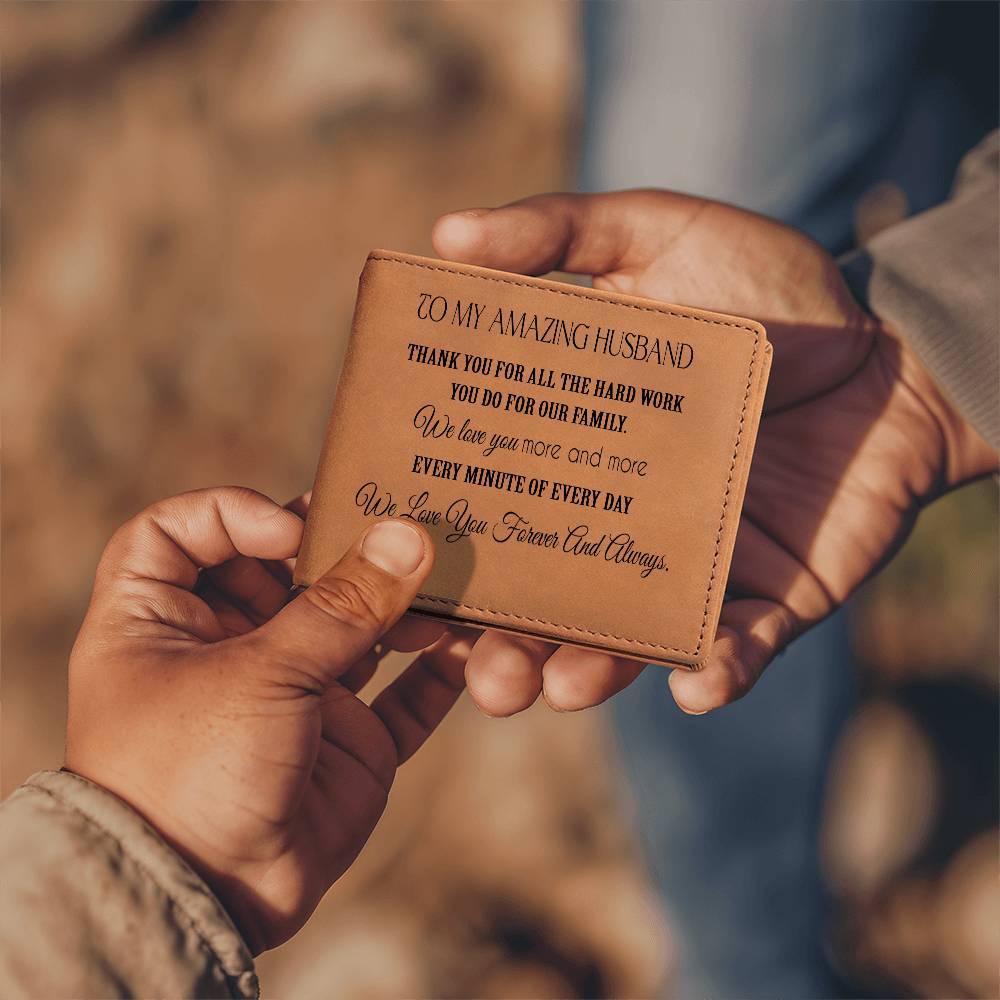 TO MY AMAZING HUSBAND
THANK YOU FOR ALL THE HARD WORK
YOU DO FOR OUR FAMILY.
We love you more and more
EVERY MINUTE OF EVERY DAY
We Love You Forever And Always.